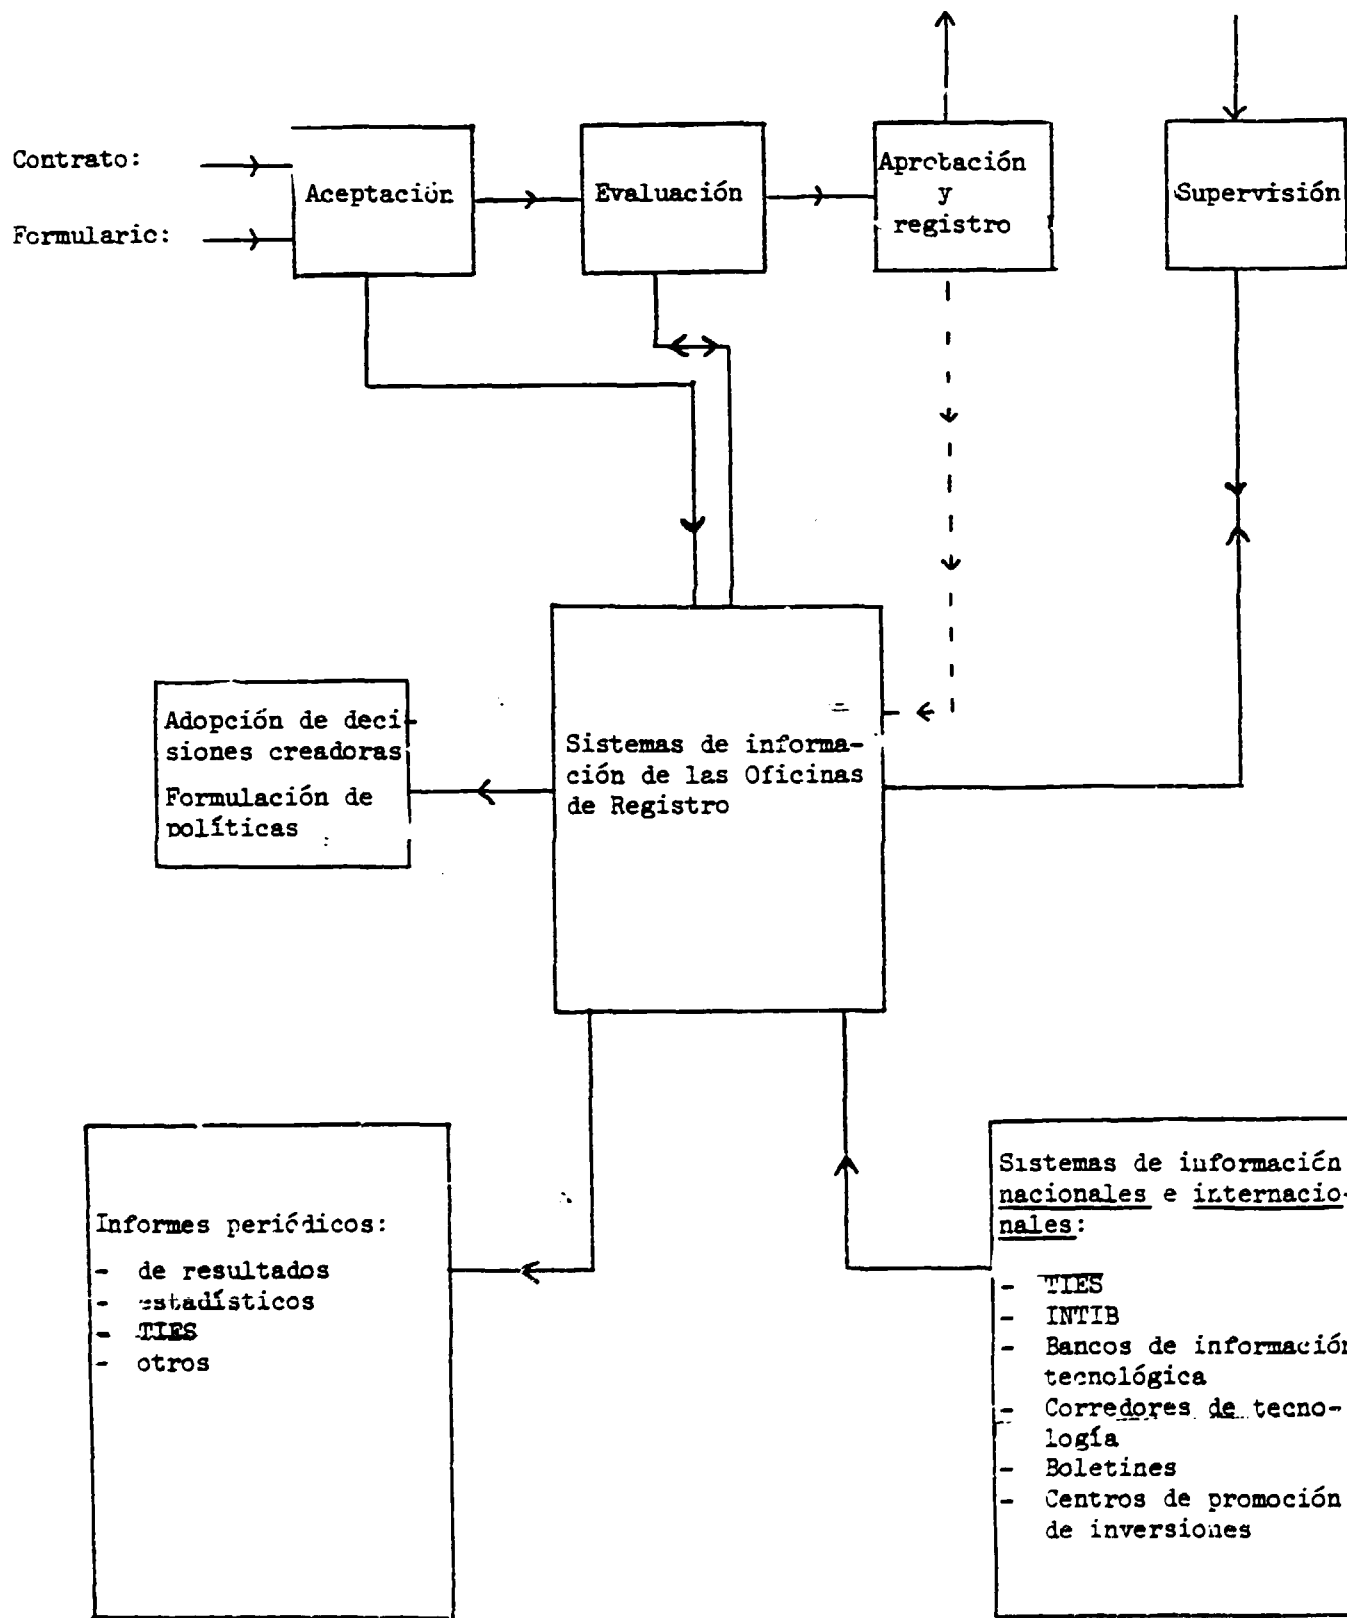 Contrato:
Formulario:
Aceptación
Evaluación
Aprobación
y
registro
Supervisión
Adopción de deci-
siones creadoras
Formulación de
políticas
Sistemas de informa-
ción de las Oficinas
de Registro
Informes periódicos:
- de resultados
- estadísticos
- TIES
- otros
Sistemas de información
nacionales e internacio-
nales:
- TIES
- INTIB
- Bancos de información
tecnológica
- Corredores de tecno-
logía
- Boletines
- Centros de promoción
de inversiones